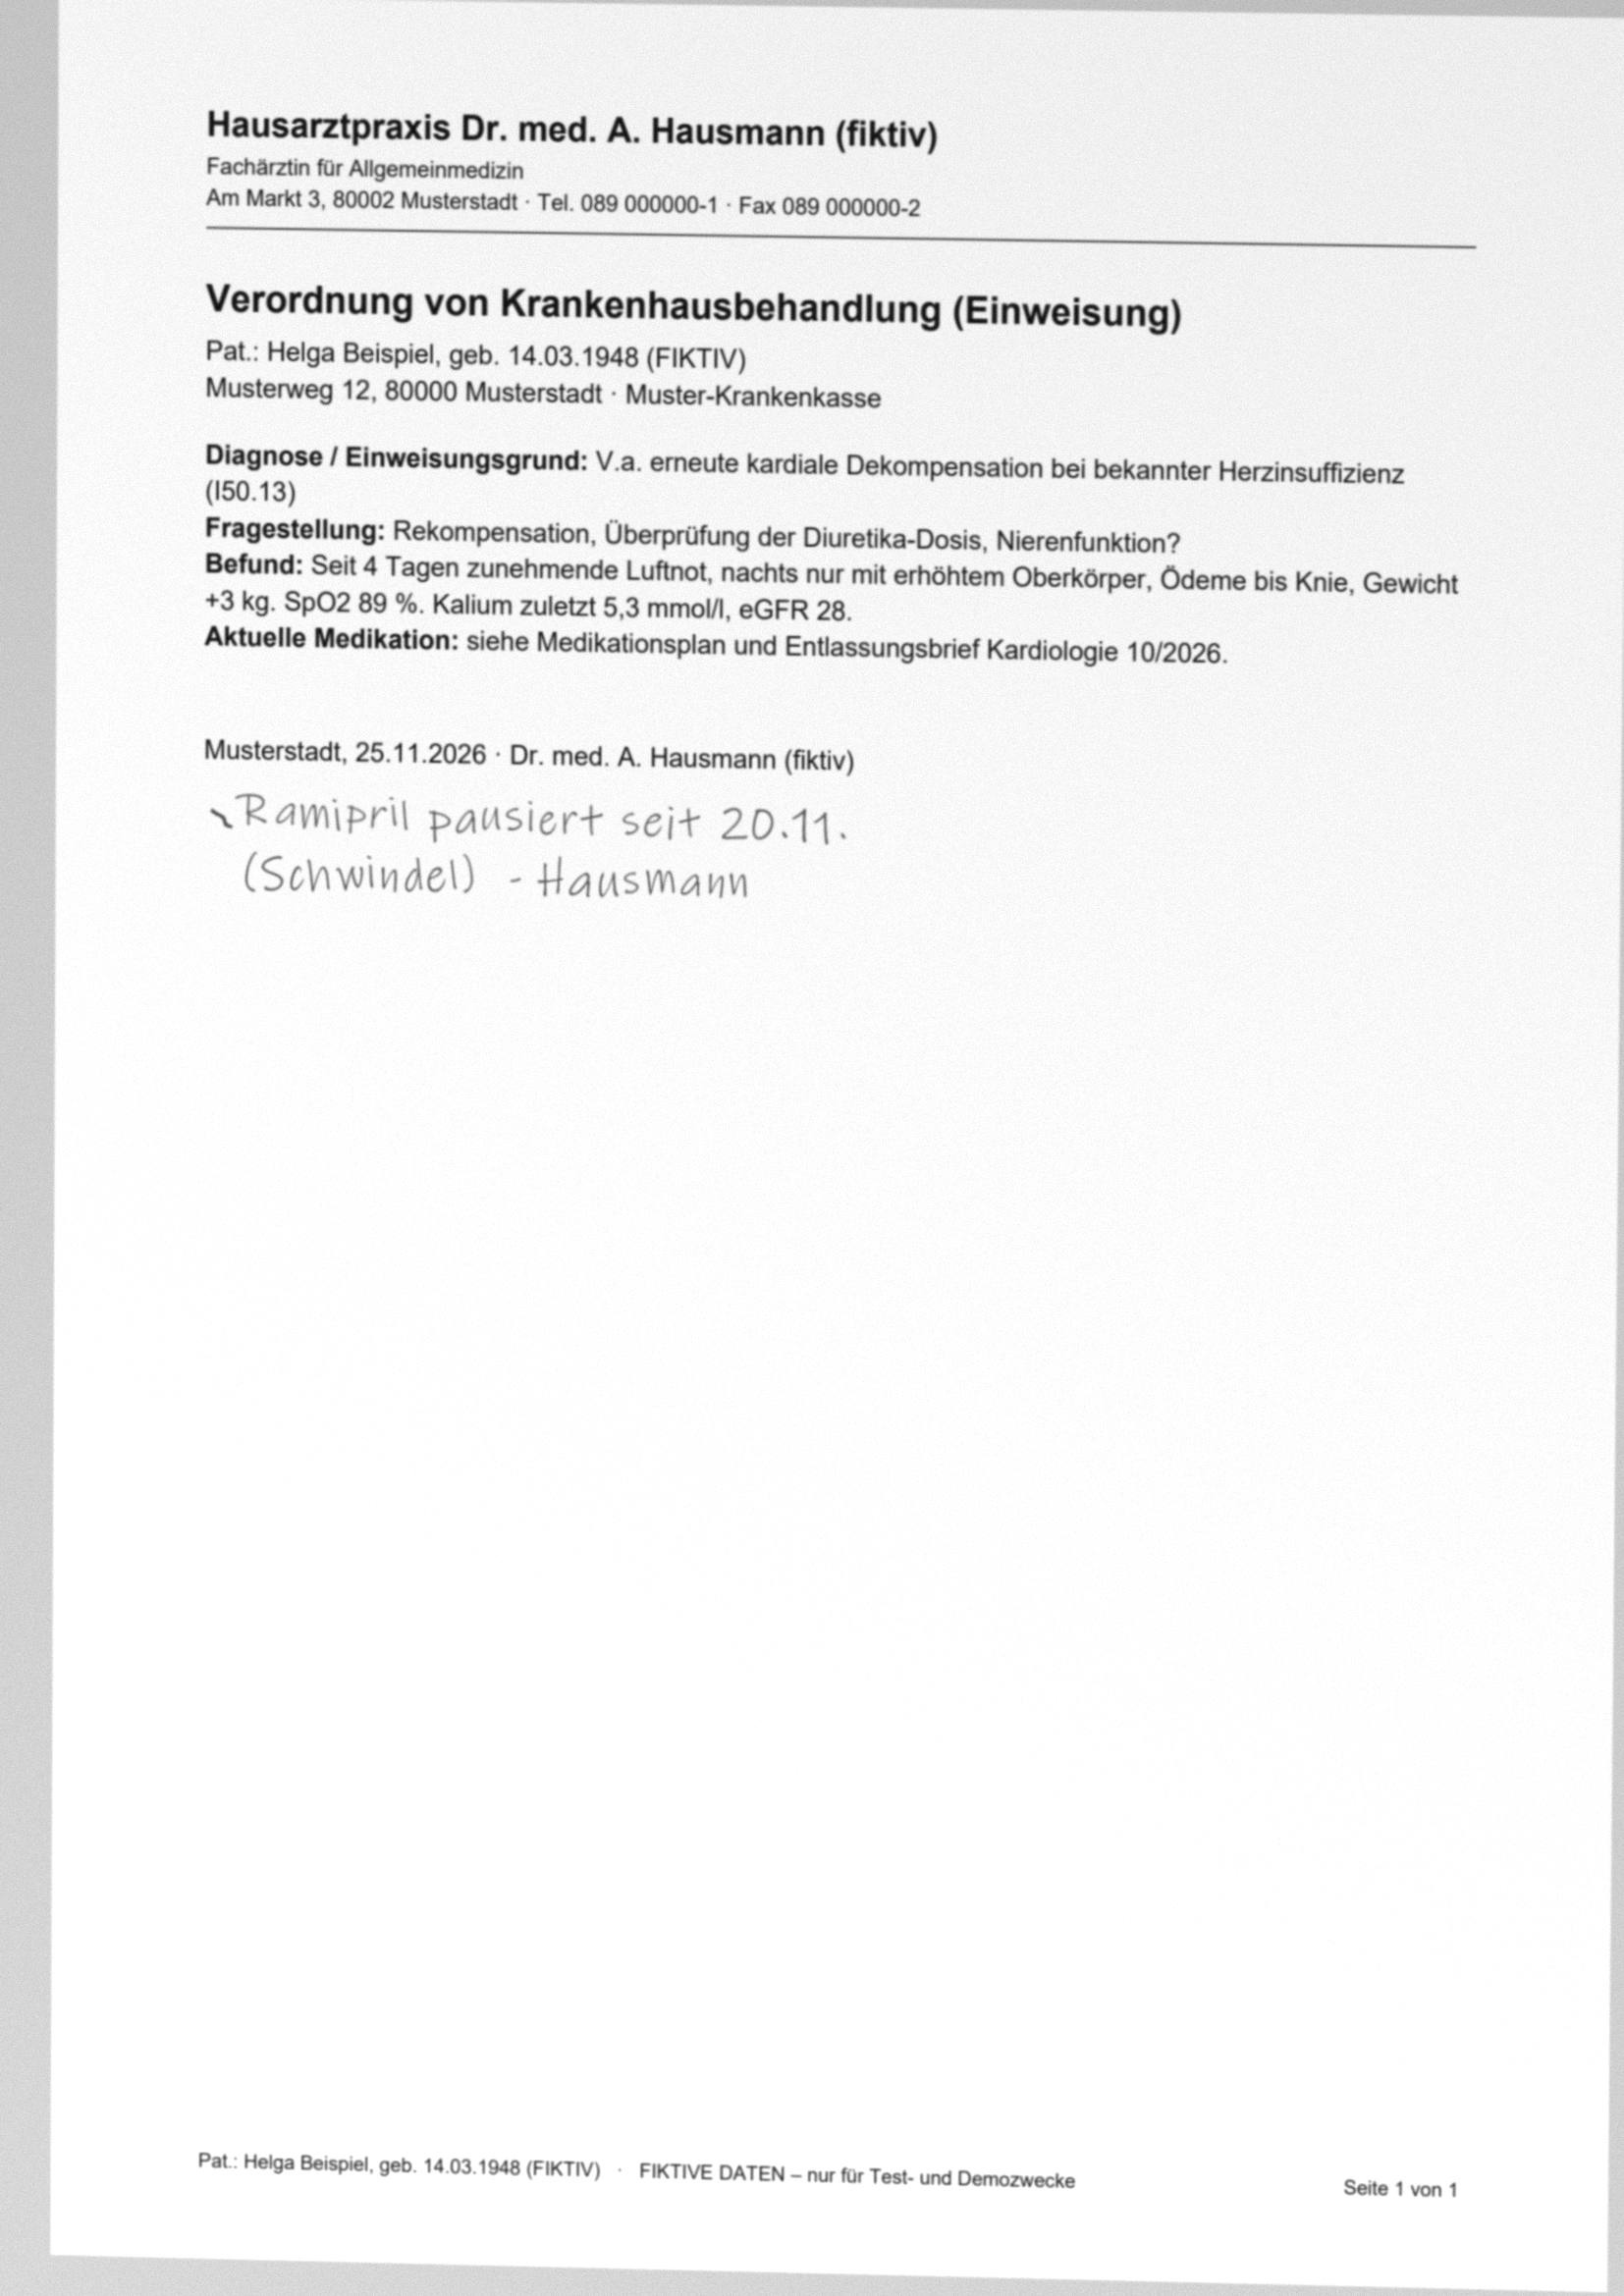 Hausarztpraxis Dr. med. A. Hausmann (fiktiv)
Fachärztin für Allgemeinmedizin
Am Markt 3, 80002 Musterstadt · Tel. 089 000000-1 · Fax 089 000000-2
Verordnung von Krankenhausbehandlung (Einweisung)
Pat.: Helga Beispiel, geb. 14.03.1948 (FIKTIV)
Musterweg 12, 80000 Musterstadt · Muster-Krankenkasse
Diagnose / Einweisungsgrund: V.a. erneute kardiale Dekompensation bei bekannter Herzinsuffizienz
(I50.13)
Fragestellung: Rekompensation, Überprüfung der Diuretika-Dosis, Nierenfunktion?
Befund: Seit 4 Tagen zunehmende Luftnot, nachts nur mit erhöhtem Oberkörper, Ödeme bis Knie, Gewicht
+3 kg. SpO2 89 %. Kalium zuletzt 5,3 mmol/l, eGFR 28.
Aktuelle Medikation: siehe Medikationsplan und Entlassungsbrief Kardiologie 10/2026.
Musterstadt, 25.11.2026 · Dr. med. A. Hausmann (fiktiv)
Ramipril pausiert seit 20.11.
(Schwindel) - Hausmann
Pat.: Helga Beispiel, geb. 14.03.1948 (FIKTIV) · FIKTIVE DATEN – nur für Test- und Demozwecke
Seite 1 von 1